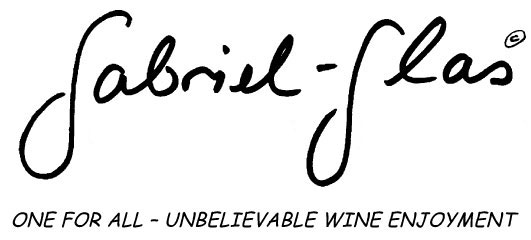 Gabriel-Glas©
ONE FOR ALL – UNBELIEVABLE WINE ENJOYMENT